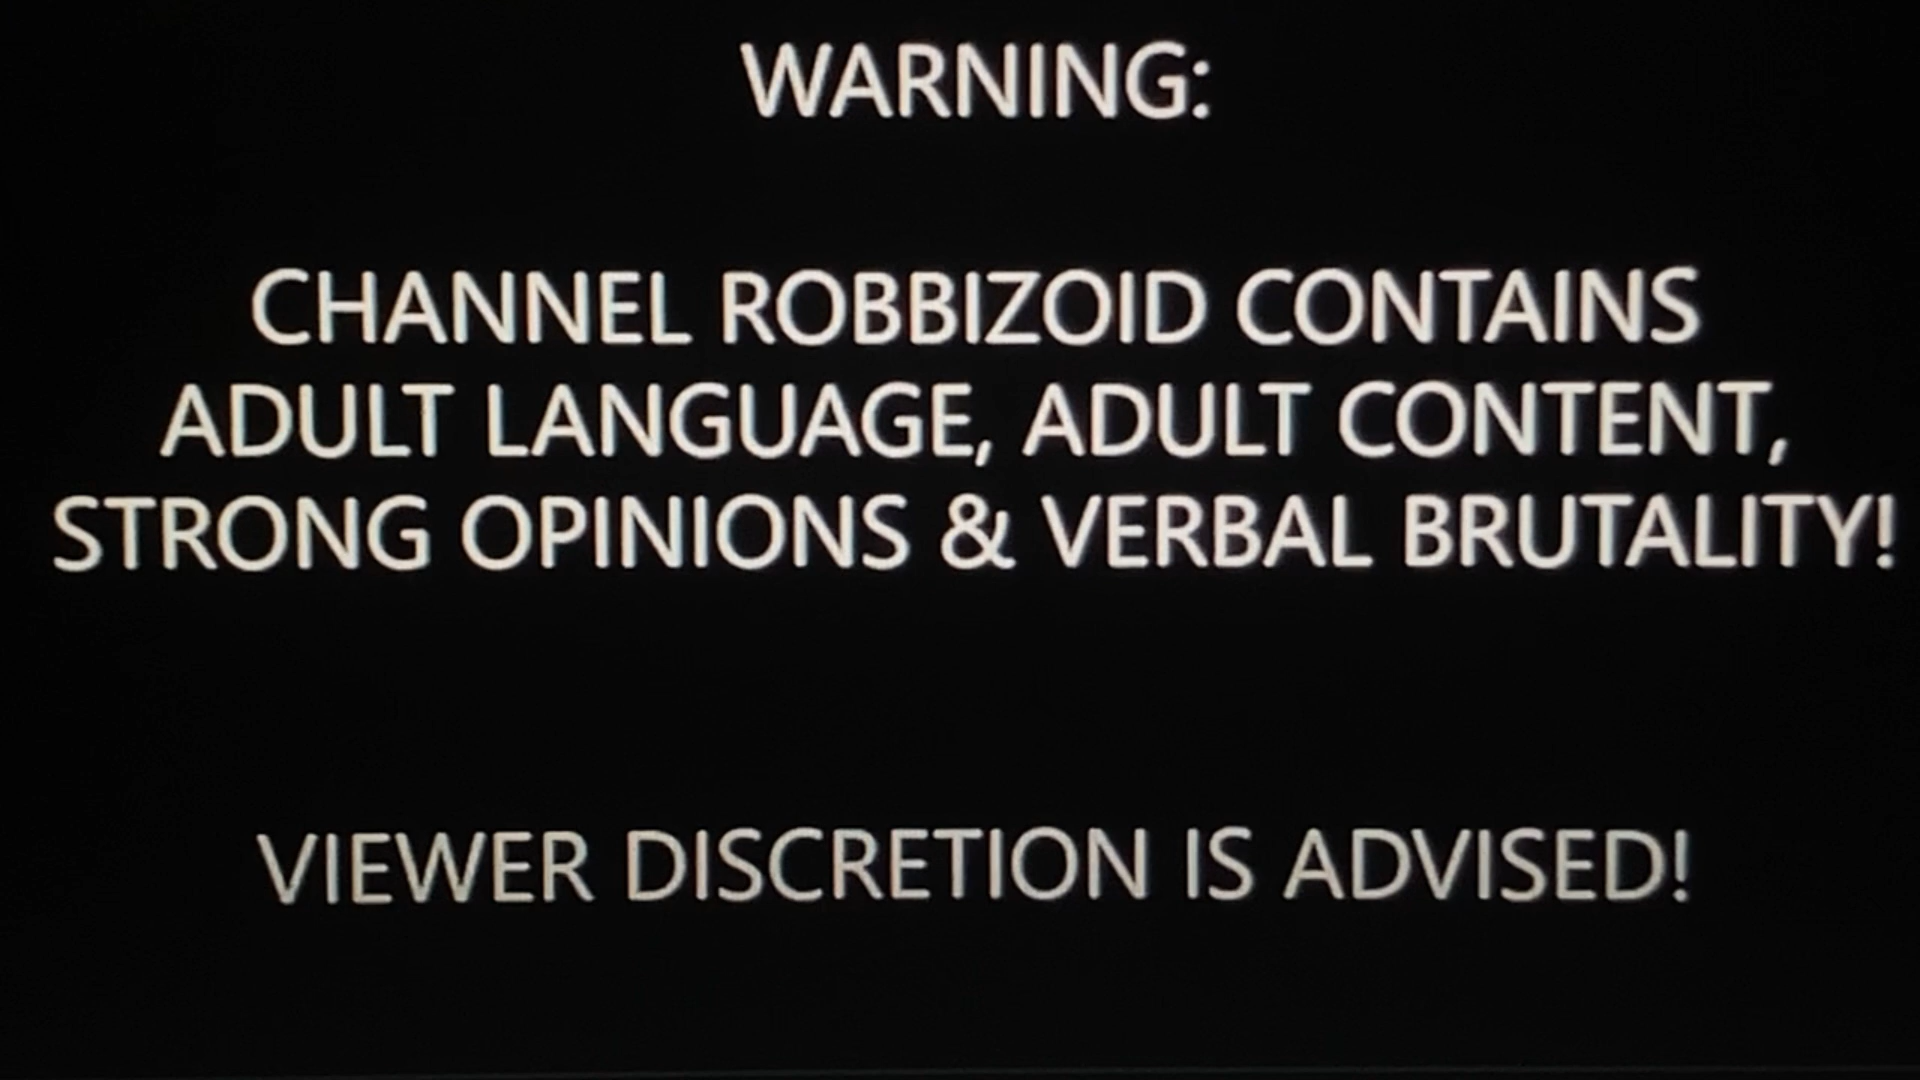 WARNING:
CHANNEL ROBBIZOID CONTAINS
ADULT LANGUAGE, ADULT CONTENT,
STRONG OPINIONS & VERBAL BRUTALITY!
VIEWER DISCRETION IS ADVISED!